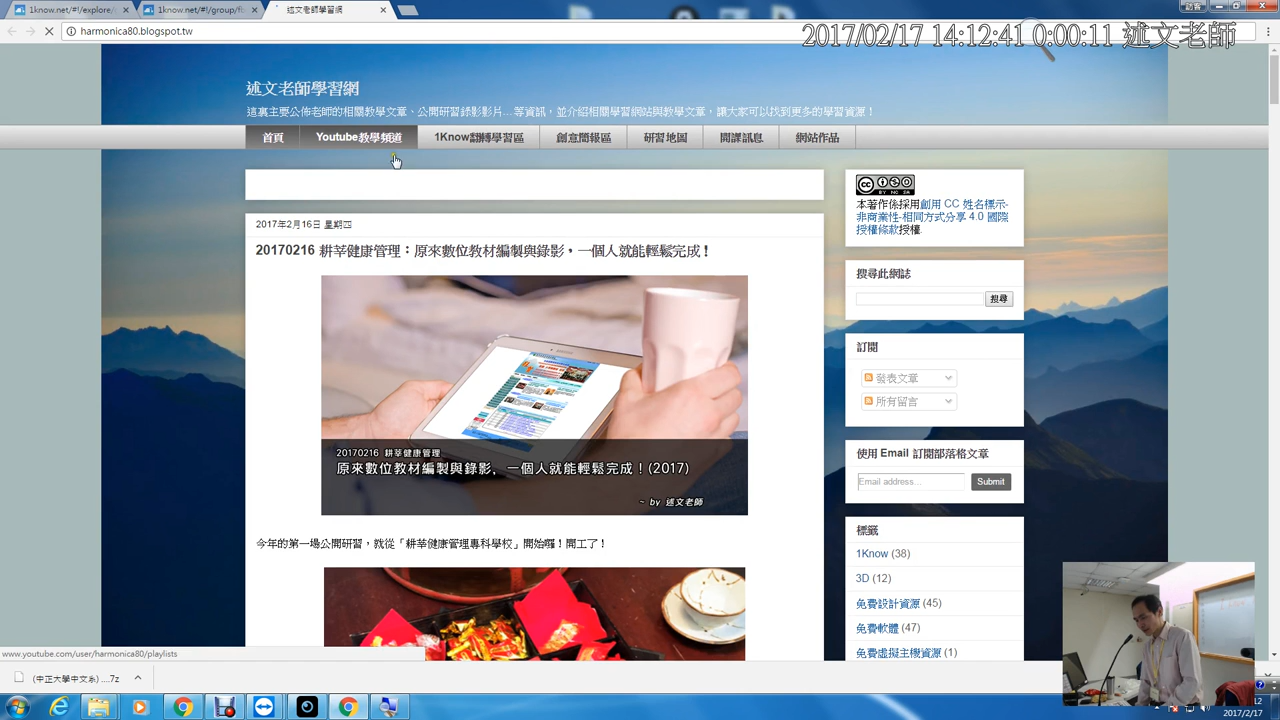 1know.net/#!/explore/
1know.net/#!/group/fi
述文老師學習網
訪客
harmonica80.blogspot.tw
2017/02/17 14:12:41 0:00:11 述文老師
述文老師學習網
這裏主要公佈老師的相關教學文章、公開研習錄影影片...等資訊，並介紹相關學習網站與教學文章，讓大家可以找到更多的學習資源！
首頁
Youtube教學頻道
1Know翻轉學習區
創意簡報區
研習地圖
開課訊息
網站作品
2017年2月16日 星期四
20170216 耕莘健康管理：原來數位教材編製與錄影，一個人就能輕鬆完成！
20170216 耕莘健康管理
原來數位教材編製與錄影，一個人就能輕鬆完成！(2017)
~ by 述文老師
今年的第一場公開研習，就從「耕莘健康管理專科學校」開始囉！開工了！
cc
BY NC SA
本著作係採用創用 CC 姓名標示-
非商業性-相同方式分享 4.0 國際
授權條款授權.
搜尋此網誌
搜尋
訂閱
發表文章
所有留言
使用 Email 訂閱部落格文章
Email address...
Submit
標籤
1Know (38)
3D (12)
免費設計資源 (45)
免費軟體 (47)
免費虛擬主機資源 (1)
www.youtube.com/user/harmonica80/playlists
(中正大學中文系) ....7z
2017/2/17